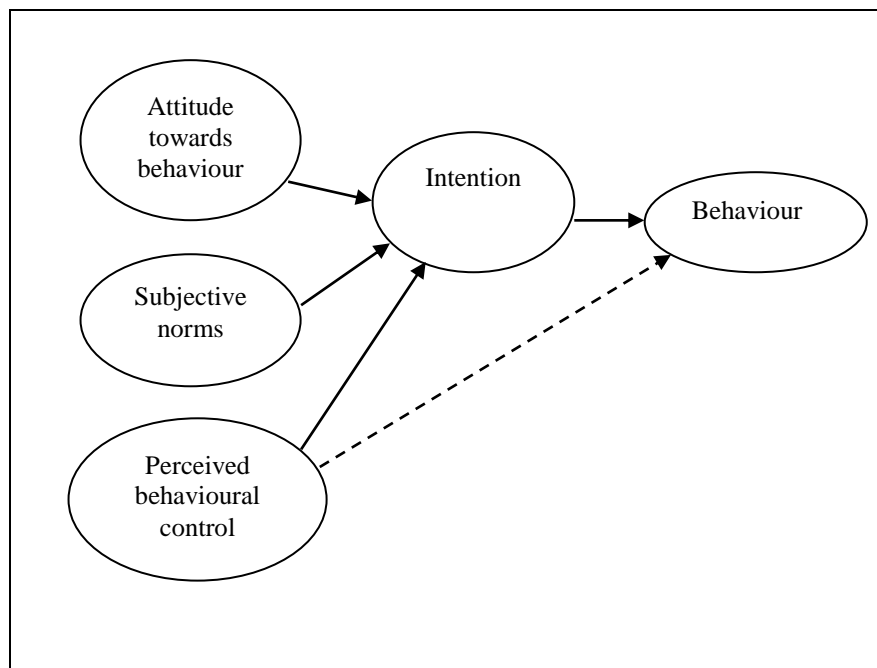 Attitude
towards
behaviour
Intention
Behaviour
Subjective
norms
Perceived
behavioural
control